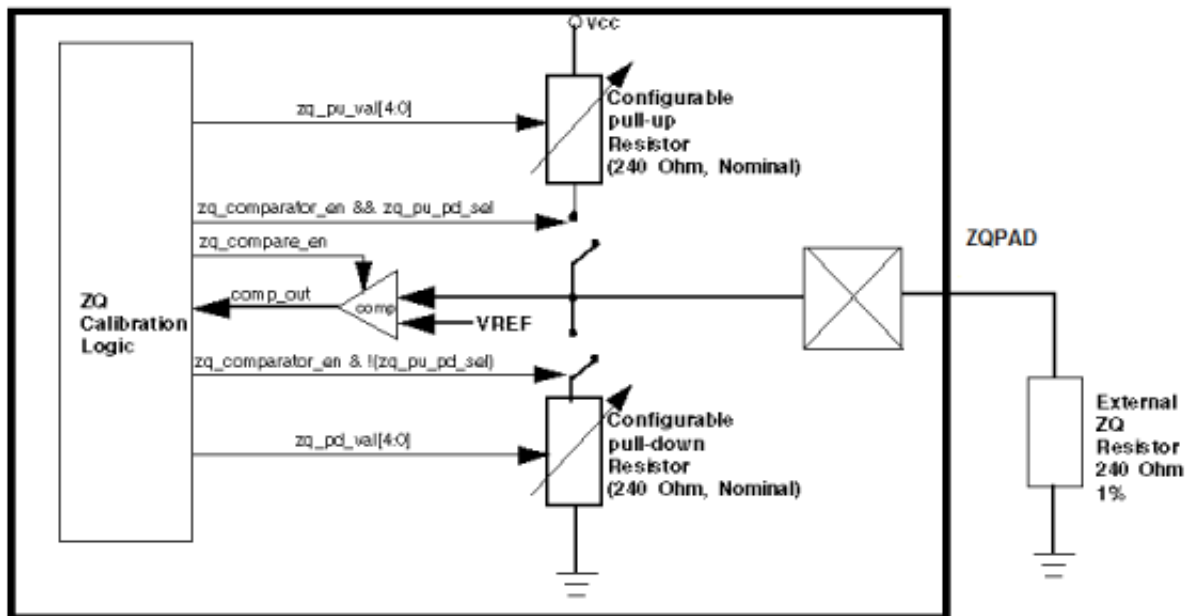 Vcc
zq_pu_val[4:0]
Configurable
pull-up
Resistor
(240 Ohm, Nominal)
zq_comparator_en && zq_pu_pd_sel
zq_compare_en
ZQPAD
comp_out
comp
VREF
ZQ
Calibration
Logic
zq_comparator_en & !(zq_pu_pd_sel)
Configurable
pull-down
Resistor
(240 Ohm, Nominal)
zq_pd_val[4:0]
External
ZQ
Resistor
240 Ohm
1%